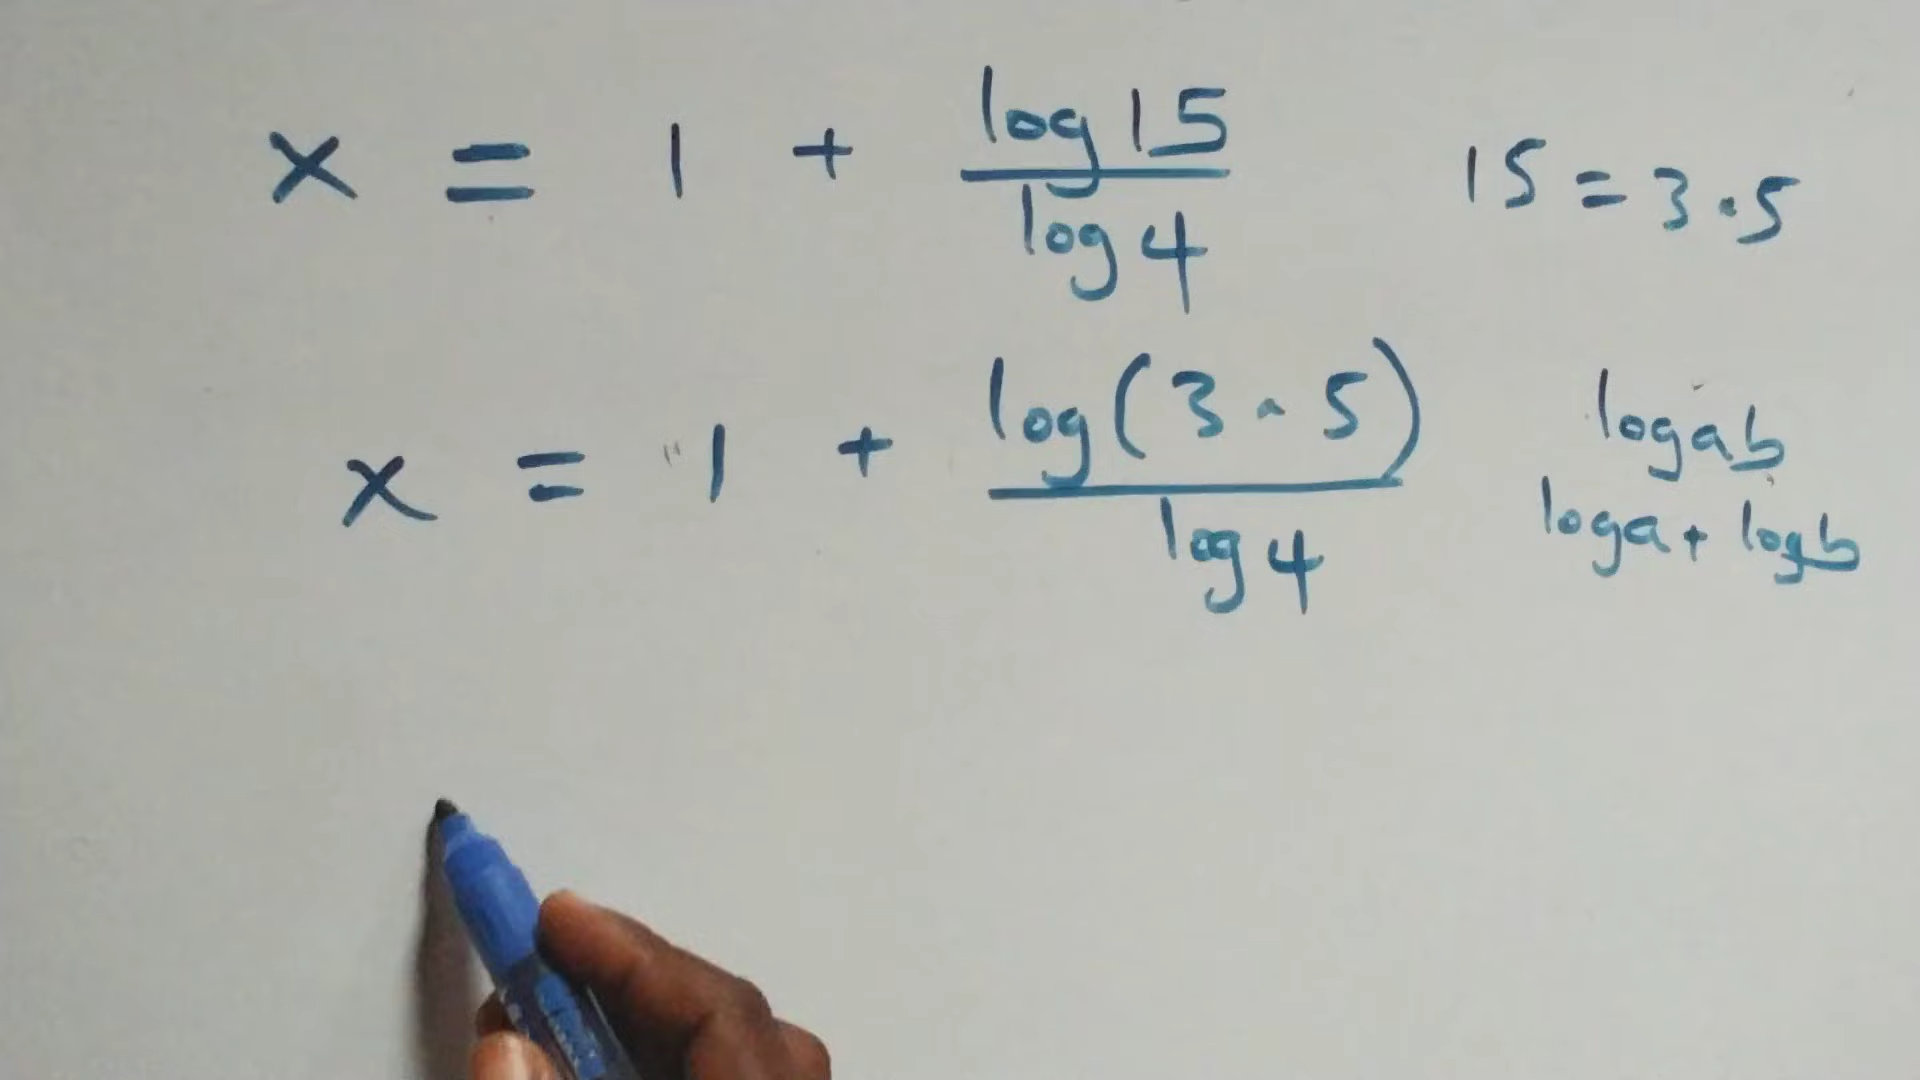 x = 1 + log 15 / log 4
15 = 3 · 5
x = 1 + log(3 · 5) / log 4
log ab
log a + log b